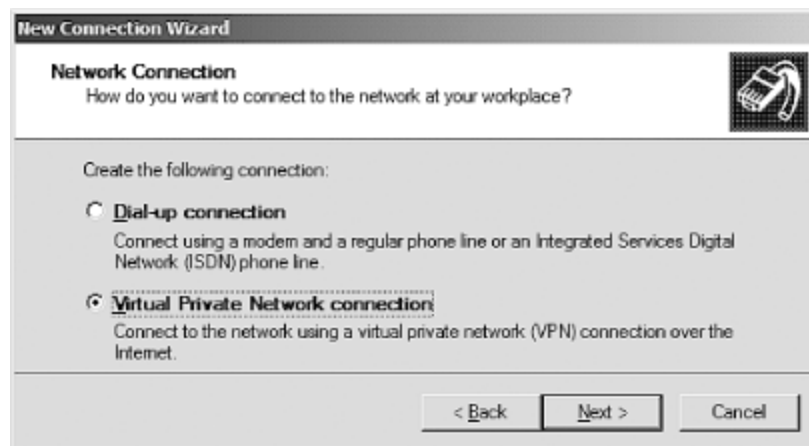 New Connection Wizard
Network Connection
How do you want to connect to the network at your workplace?
Create the following connection:
Dial-up connection
Connect using a modem and a regular phone line or an Integrated Services Digital
Network (ISDN) phone line.
Virtual Private Network connection
Connect to the network using a virtual private network (VPN) connection over the
Internet.
< Back
Next >
Cancel